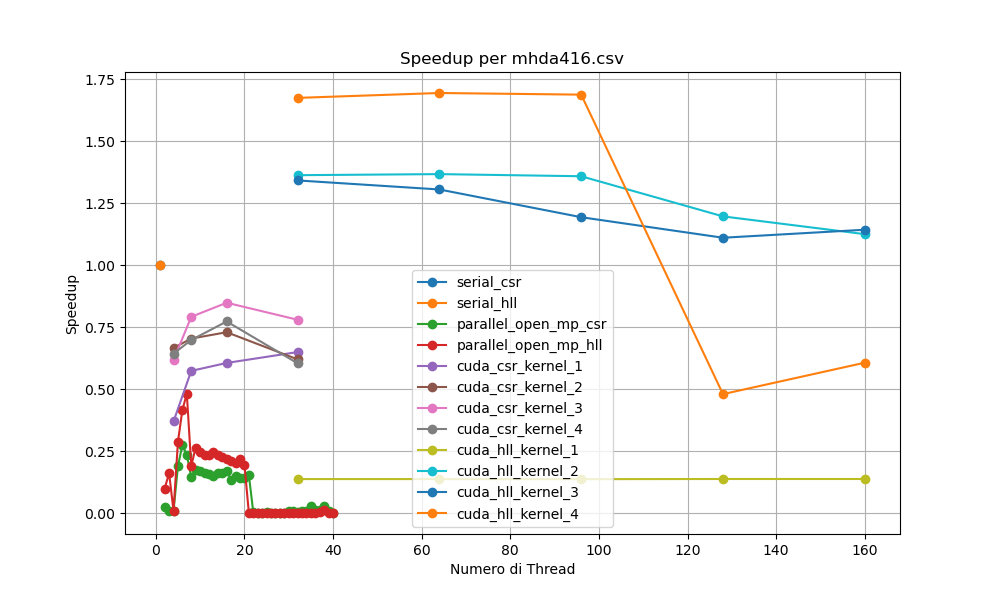 Speedup per mhda416.csv
Speedup
1.75
1.50
1.25
1.00
0.75
0.50
0.25
0.00
serial_csr
serial_hll
parallel_open_mp_csr
parallel_open_mp_hll
cuda_csr_kernel_1
cuda_csr_kernel_2
cuda_csr_kernel_3
cuda_csr_kernel_4
cuda_hll_kernel_1
cuda_hll_kernel_2
cuda_hll_kernel_3
cuda_hll_kernel_4
0 20 40 60 80 100 120 140 160
Numero di Thread